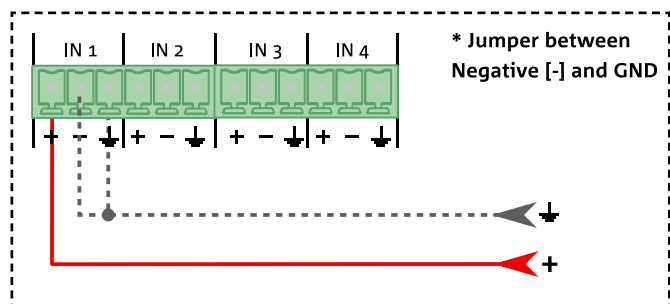 IN 1 IN 2 IN 3 IN 4
* Jumper between
Negative [-] and GND
+ − + − + − + −
+